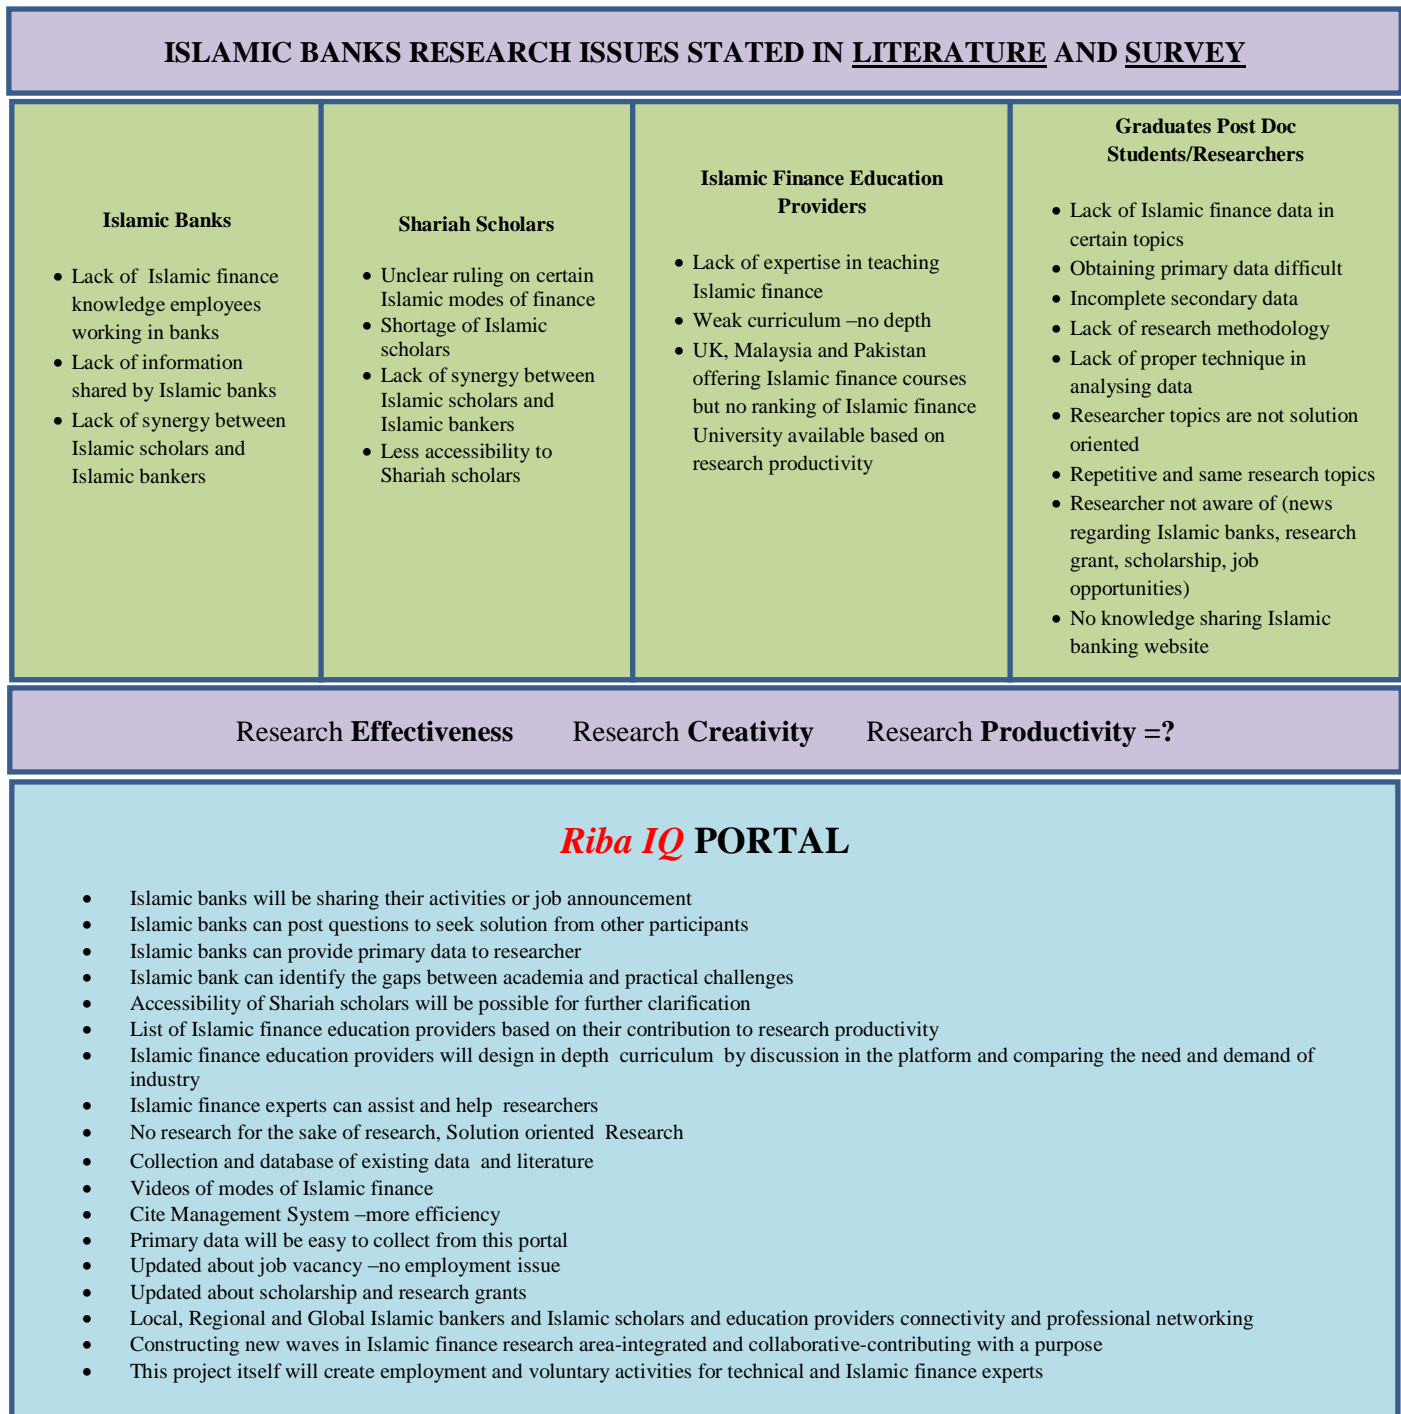 ISLAMIC BANKS RESEARCH ISSUES STATED IN LITERATURE AND SURVEY
Islamic Banks
• Lack of Islamic finance
knowledge employees
working in banks
• Lack of information
shared by Islamic banks
• Lack of synergy between
Islamic scholars and
Islamic bankers
Shariah Scholars
• Unclear ruling on certain
Islamic modes of finance
• Shortage of Islamic
scholars
• Lack of synergy between
Islamic scholars and
Islamic bankers
• Less accessibility to
Shariah scholars
Islamic Finance Education
Providers
• Lack of expertise in teaching
Islamic finance
• Weak curriculum –no depth
• UK, Malaysia and Pakistan
offering Islamic finance courses
but no ranking of Islamic finance
University available based on
research productivity
Graduates Post Doc
Students/Researchers
• Lack of Islamic finance data in
certain topics
• Obtaining primary data difficult
• Incomplete secondary data
• Lack of research methodology
• Lack of proper technique in
analysing data
• Researcher topics are not solution
oriented
• Repetitive and same research topics
• Researcher not aware of (news
regarding Islamic banks, research
grant, scholarship, job
opportunities)
• No knowledge sharing Islamic
banking website
Research Effectiveness Research Creativity Research Productivity =?
Riba IQ PORTAL
• Islamic banks will be sharing their activities or job announcement
• Islamic banks can post questions to seek solution from other participants
• Islamic banks can provide primary data to researcher
• Islamic bank can identify the gaps between academia and practical challenges
• Accessibility of Shariah scholars will be possible for further clarification
• List of Islamic finance education providers based on their contribution to research productivity
• Islamic finance education providers will design in depth curriculum by discussion in the platform and comparing the need and demand of
industry
• Islamic finance experts can assist and help researchers
• No research for the sake of research, Solution oriented Research
• Collection and database of existing data and literature
• Videos of modes of Islamic finance
• Cite Management System –more efficiency
• Primary data will be easy to collect from this portal
• Updated about job vacancy –no employment issue
• Updated about scholarship and research grants
• Local, Regional and Global Islamic bankers and Islamic scholars and education providers connectivity and professional networking
• Constructing new waves in Islamic finance research area-integrated and collaborative-contributing with a purpose
• This project itself will create employment and voluntary activities for technical and Islamic finance experts